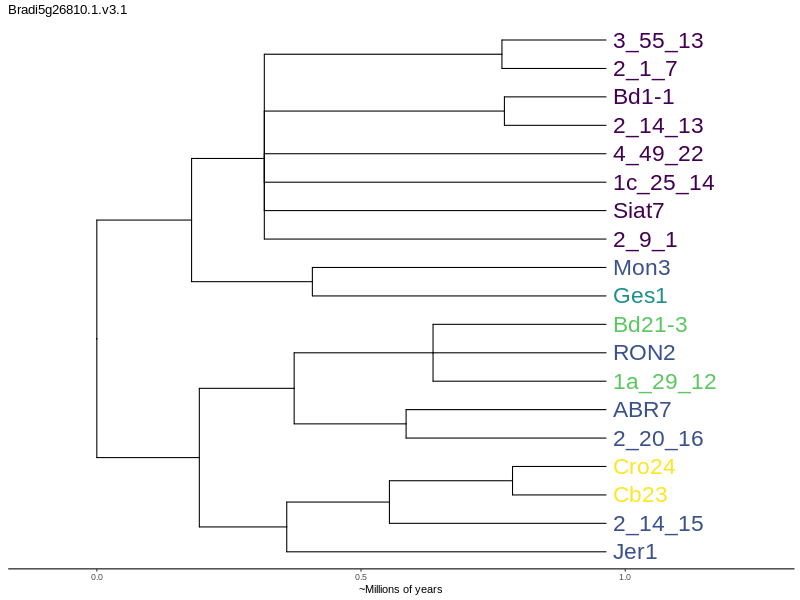 Bradi5g26810.1.v3.1
3_55_13
2_1_7
Bd1-1
2_14_13
4_49_22
1c_25_14
Siat7
2_9_1
Mon3
Ges1
Bd21-3
RON2
1a_29_12
ABR7
2_20_16
Cro24
Cb23
2_14_15
Jer1
0.0 0.5 1.0
~Millions of years